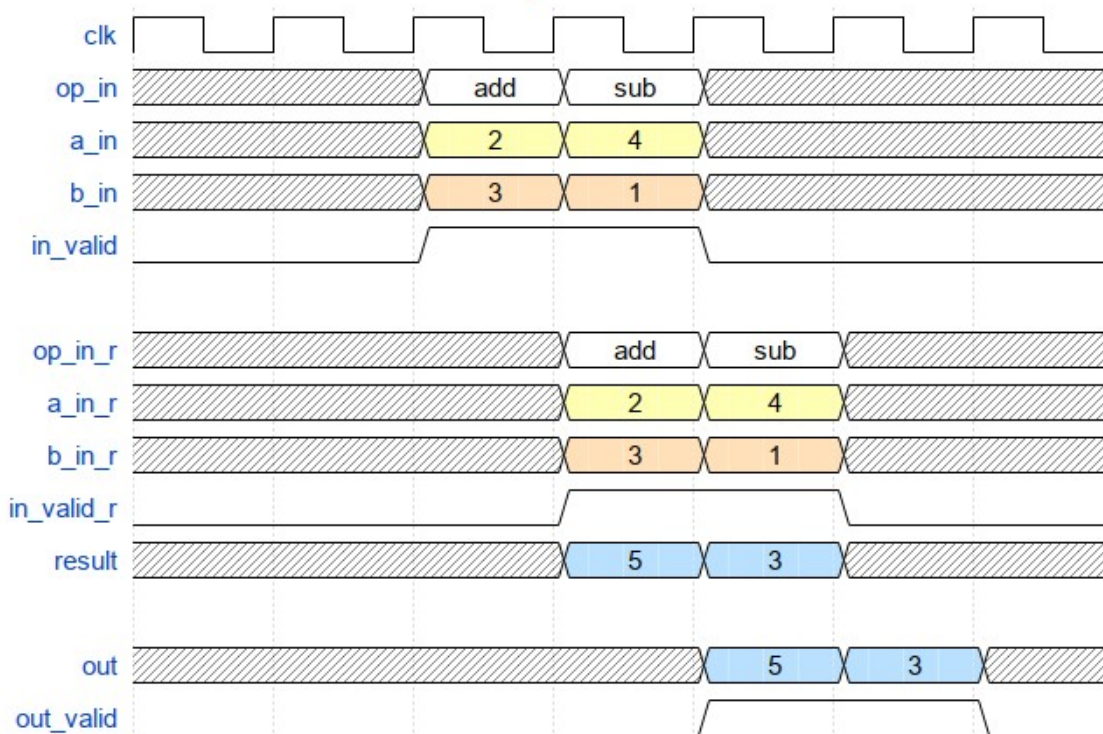 clk
op_in add sub
a_in 2 4
b_in 3 1
in_valid
op_in_r add sub
a_in_r 2 4
b_in_r 3 1
in_valid_r
result 5 3
out 5 3
out_valid